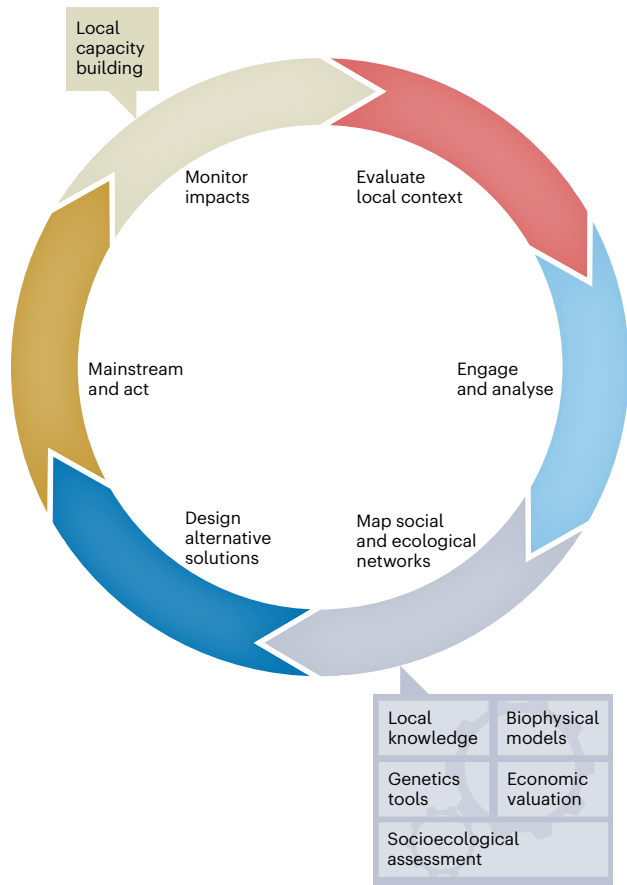 Local
capacity
building
Monitor
impacts
Evaluate
local context
Engage
and analyse
Map social
and ecological
networks
Design
alternative
solutions
Mainstream
and act
Local
knowledge
Biophysical
models
Genetics
tools
Economic
valuation
Socioecological
assessment